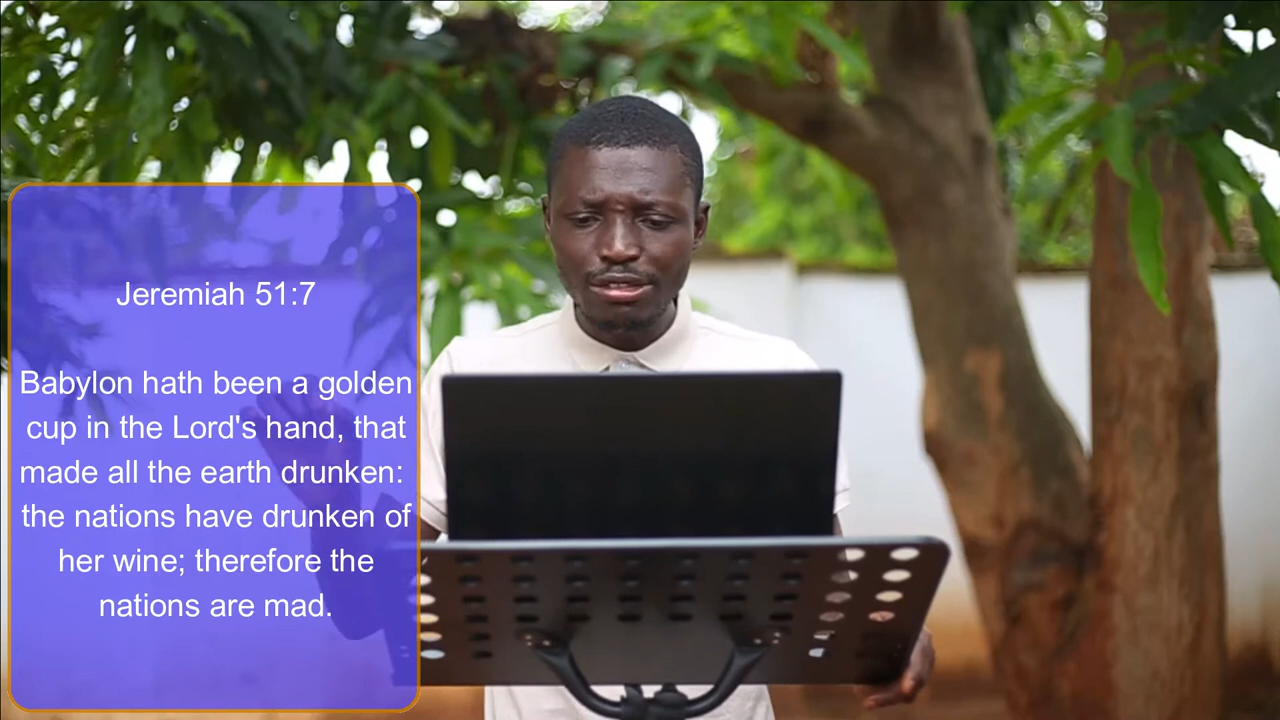 Jeremiah 51:7
Babylon hath been a golden
cup in the Lord's hand, that
made all the earth drunken:
the nations have drunken of
her wine; therefore the
nations are mad.